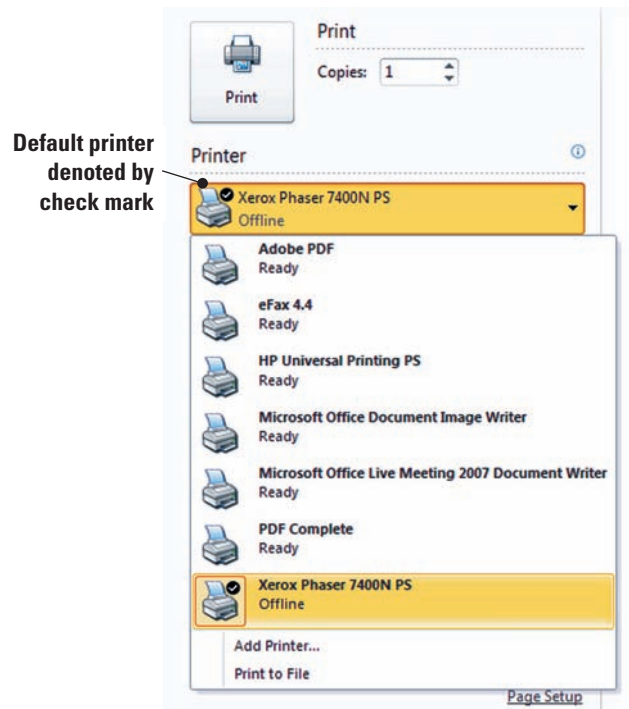 Print
Copies: 1
Print
Default printer
denoted by
check mark
Printer
Xerox Phaser 7400N PS
Offline
Adobe PDF
Ready
eFax 4.4
Ready
HP Universal Printing PS
Ready
Microsoft Office Document Image Writer
Ready
Microsoft Office Live Meeting 2007 Document Writer
Ready
PDF Complete
Ready
Xerox Phaser 7400N PS
Offline
Add Printer...
Print to File
Page Setup